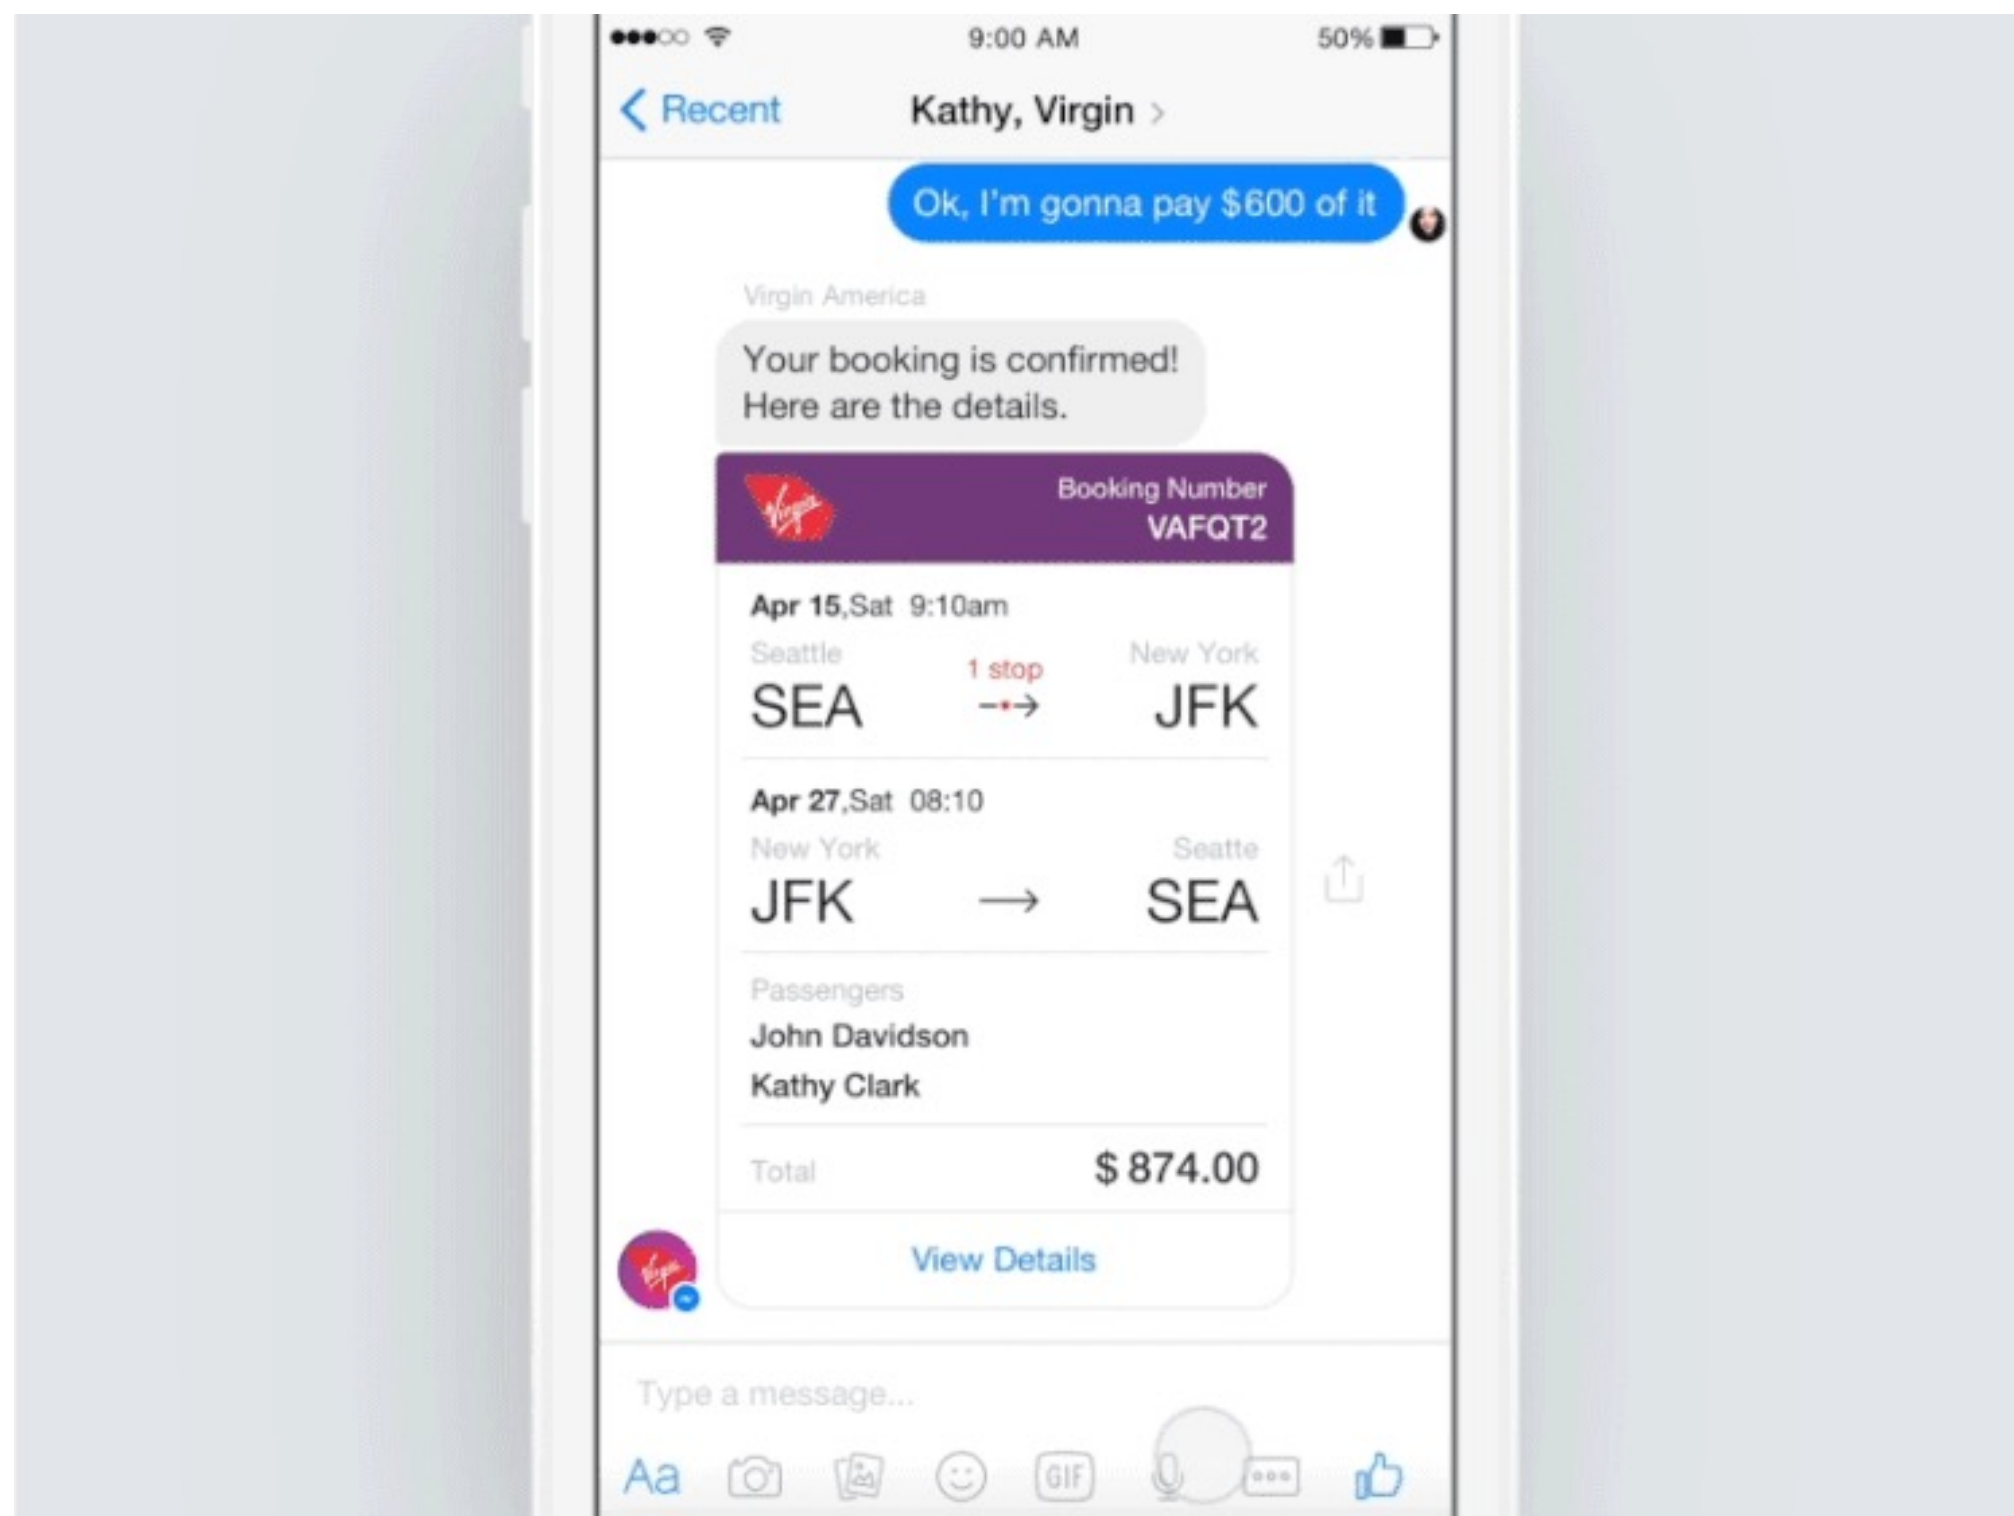 9:00 AM
50%
Recent
Kathy, Virgin
Ok, I'm gonna pay $600 of it
Virgin America
Your booking is confirmed!
Here are the details.
Virgin
Booking Number
VAFQT2
Apr 15,Sat 9:10am
Seattle
1 stop
New York
SEA
JFK
Apr 27,Sat 08:10
New York
Seatte
JFK
SEA
Passengers
John Davidson
Kathy Clark
Total
$ 874.00
View Details
Virgin
Type a message...
Aa
GIF